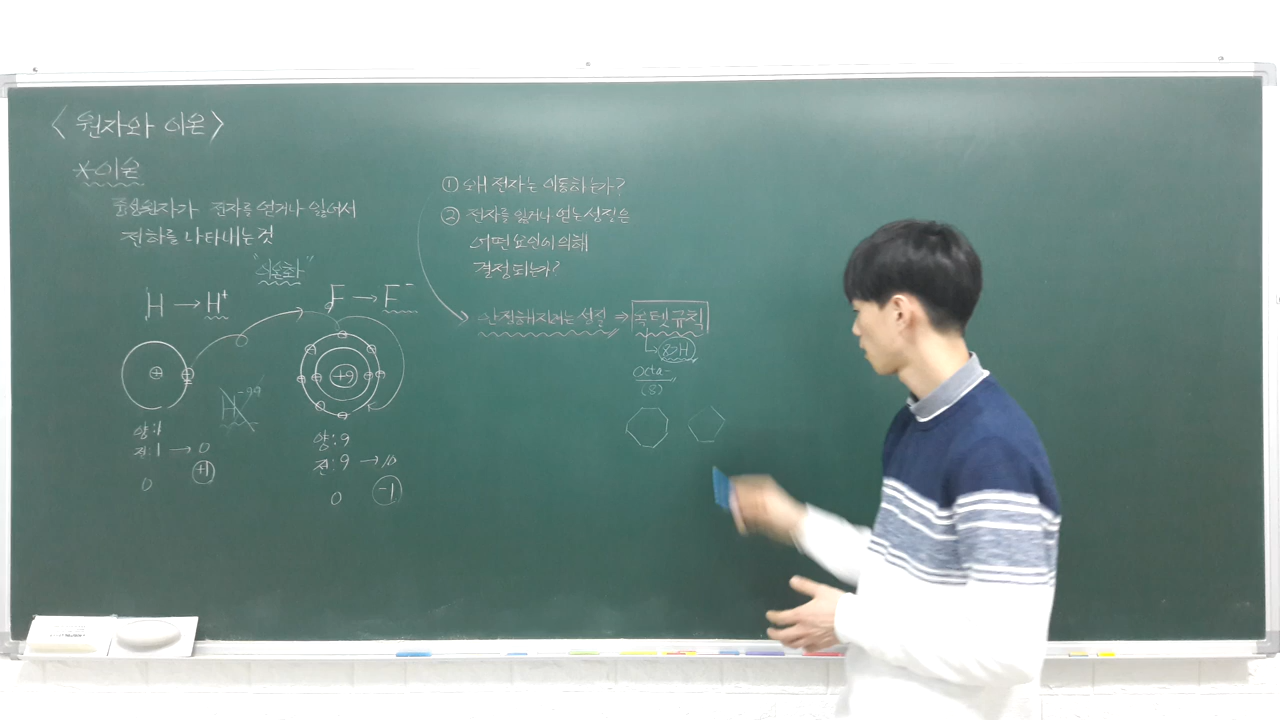 <원자와 이온>
*이온
중성원자가 전자를 얻거나 잃어서
전하를 나타내는것
"이온화"
H → H⁺
F → F⁻
+
+9
H⁻⁹⁹
양:1
전:1 → 0
0
+1
양:9
전:9 → 10
0
-1
① 왜 전자는 이동하는가?
② 전자를 잃거나 얻는 성질은
어떤 요인에 의해
결정되는가?
안정해지려는 성질 ⇒ 옥텟규칙
Octa-
(8)